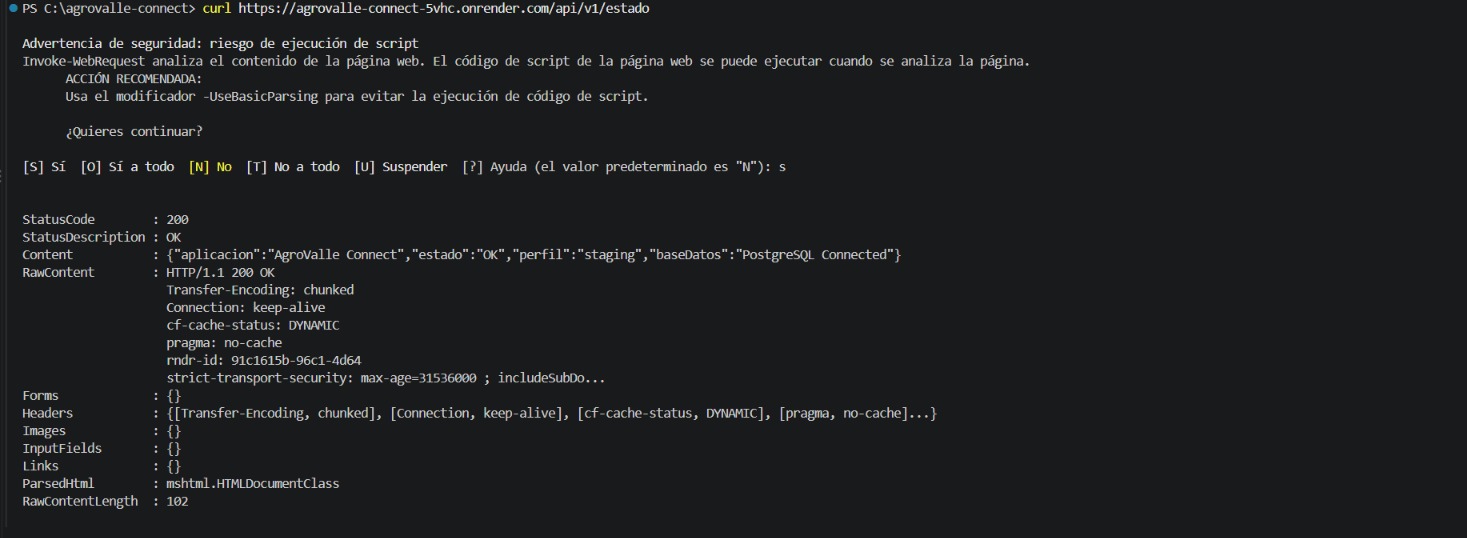 PS C:\agrovalle-connect> curl https://agrovalle-connect-5vhc.onrender.com/api/v1/estado
Advertencia de seguridad: riesgo de ejecución de script
Invoke-WebRequest analiza el contenido de la página web. El código de script de la página web se puede ejecutar cuando se analiza la página.
ACCIÓN RECOMENDADA:
Usa el modificador -UseBasicParsing para evitar la ejecución de código de script.
¿Quieres continuar?
[S] Sí  [O] Sí a todo  [N] No  [T] No a todo  [U] Suspender  [?] Ayuda (el valor predeterminado es "N"): s
StatusCode        : 200
StatusDescription : OK
Content           : {"aplicacion":"AgroValle Connect","estado":"OK","perfil":"staging","baseDatos":"PostgreSQL Connected"}
RawContent        : HTTP/1.1 200 OK
Transfer-Encoding: chunked
Connection: keep-alive
cf-cache-status: DYNAMIC
pragma: no-cache
rndr-id: 91c1615b-96c1-4d64
strict-transport-security: max-age=31536000 ; includeSubDo...
Forms             : {}
Headers           : {[Transfer-Encoding, chunked], [Connection, keep-alive], [cf-cache-status, DYNAMIC], [pragma, no-cache]...}
Images            : {}
InputFields       : {}
Links             : {}
ParsedHtml        : mshtml.HTMLDocumentClass
RawContentLength  : 102